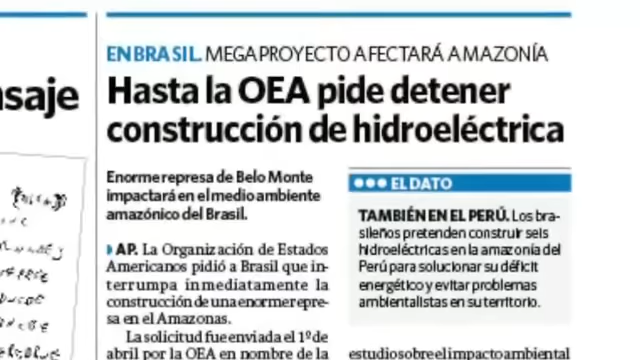 EN BRASIL. MEGAPROYECTO AFECTARÁ AMAZONÍA
saje
Hasta la OEA pide detener
construcción de hidroeléctrica
Enorme represa de Belo Monte
impactará en el medio ambiente
amazónico del Brasil.
AP. La Organización de Estados
Americanos pidió a Brasil que in-
terrumpa inmediatamente la
construcción de una enorme repre-
sa en el Amazonas.
La solicitud fue enviada el 1º de
abril por la OEA en nombre de la
EL DATO
TAMBIÉN EN EL PERÚ. Los bra-
sileños pretenden construir seis
hidroeléctricas en la amazonía del
Perú para solucionar su déficit
energético y evitar problemas
ambientalistas en su territorio.
estudio sobre el impacto ambiental